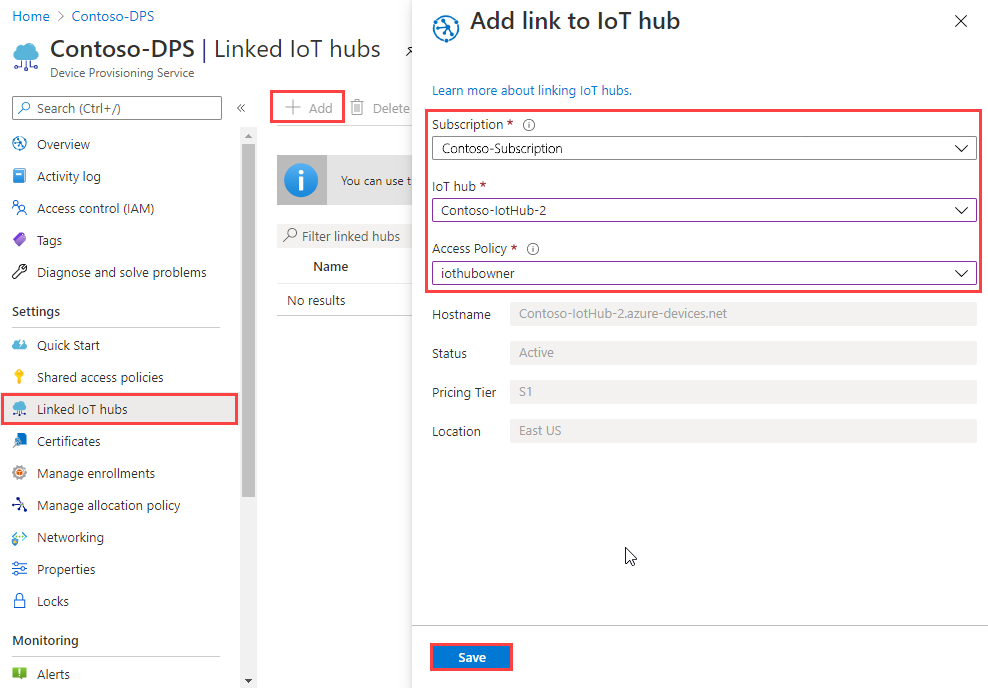 Home > Contoso-DPS
Contoso-DPS | Linked IoT hubs
Device Provisioning Service
Search (Ctrl+/)
«
Overview
Activity log
Access control (IAM)
Tags
Diagnose and solve problems
Settings
Quick Start
Shared access policies
Linked IoT hubs
Certificates
Manage enrollments
Manage allocation policy
Networking
Properties
Locks
Monitoring
Alerts
+ Add
Delete
You can use t
Filter linked hubs
Name
No results
Add link to IoT hub
Learn more about linking IoT hubs.
Subscription *
Contoso-Subscription
IoT hub *
Contoso-IotHub-2
Access Policy *
iothubowner
Hostname Contoso-IotHub-2.azure-devices.net
Status Active
Pricing Tier S1
Location East US
Save